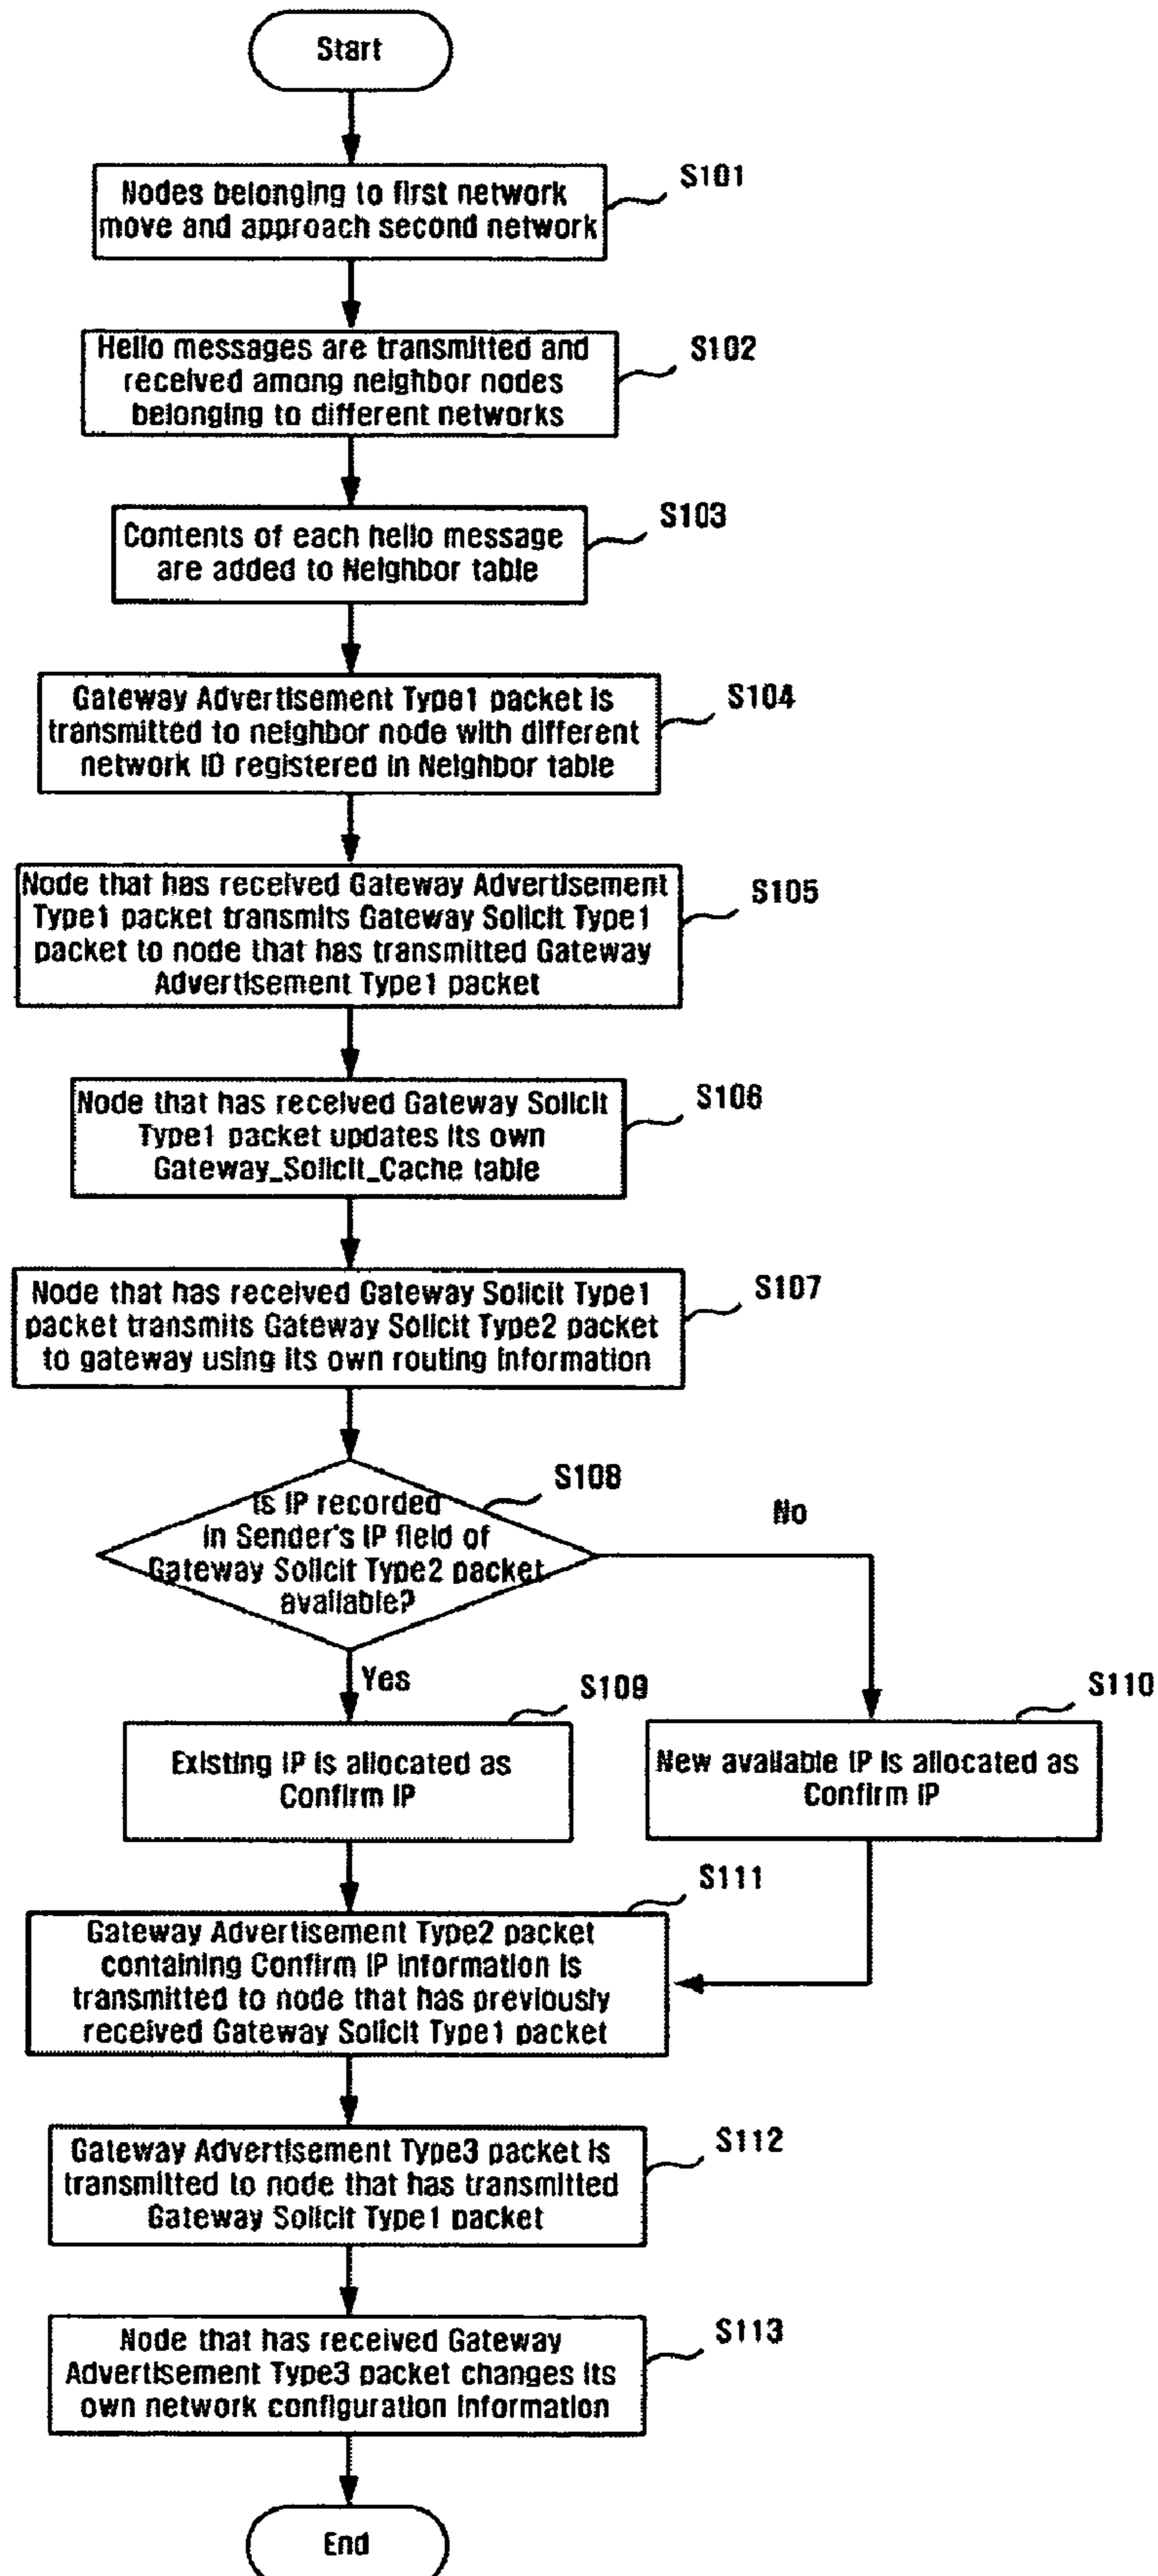 Start
S101
Nodes belonging to first network
move and approach second network
S102
Hello messages are transmitted and
received among neighbor nodes
belonging to different networks
S103
Contents of each hello message
are added to Neighbor table
S104
Gateway Advertisement Type1 packet is
transmitted to neighbor node with different
network ID registered in Neighbor table
S105
Node that has received Gateway Advertisement
Type1 packet transmits Gateway Solicit Type1
packet to node that has transmitted Gateway
Advertisement Type1 packet
S106
Node that has received Gateway Solicit
Type1 packet updates its own
Gateway_Solicit_Cache table
S107
Node that has received Gateway Solicit Type1
packet transmits Gateway Solicit Type2 packet
to gateway using its own routing information
S108
Is IP recorded
in Sender's IP field of
Gateway Solicit Type2 packet
available?
No
Yes
S109
Existing IP is allocated as
Confirm IP
S110
New available IP is allocated as
Confirm IP
S111
Gateway Advertisement Type2 packet
containing Confirm IP information is
transmitted to node that has previously
received Gateway Solicit Type1 packet
S112
Gateway Advertisement Type3 packet is
transmitted to node that has transmitted
Gateway Solicit Type1 packet
S113
Node that has received Gateway
Advertisement Type3 packet changes its
own network configuration information
End